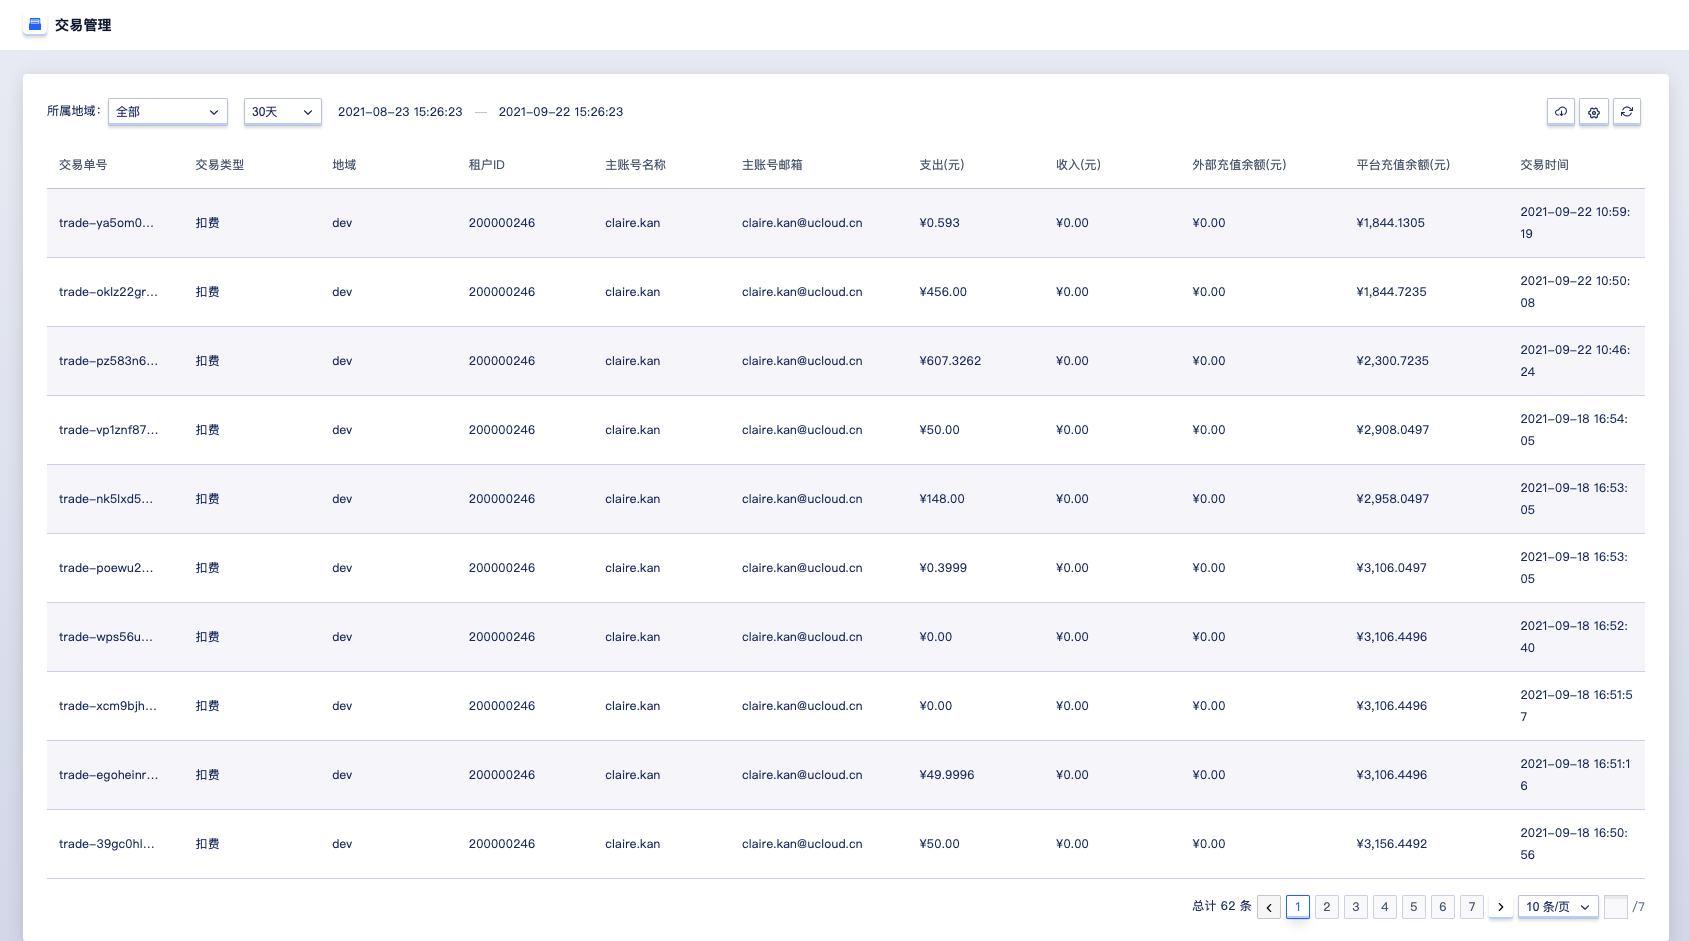 交易管理
所属地域: 全部 30天 2021-08-23 15:26:23 — 2021-09-22 15:26:23
交易单号 交易类型 地域 租户ID 主账号名称 主账号邮箱 支出(元) 收入(元) 外部充值余额(元) 平台充值余额(元) 交易时间
trade-ya5om0... 扣费 dev 200000246 claire.kan claire.kan@ucloud.cn ¥0.593 ¥0.00 ¥0.00 ¥1,844.1305 2021-09-22 10:59:
19
trade-oklz22gr... 扣费 dev 200000246 claire.kan claire.kan@ucloud.cn ¥456.00 ¥0.00 ¥0.00 ¥1,844.7235 2021-09-22 10:50:
08
trade-pz583n6... 扣费 dev 200000246 claire.kan claire.kan@ucloud.cn ¥607.3262 ¥0.00 ¥0.00 ¥2,300.7235 2021-09-22 10:46:
24
trade-vp1znf87... 扣费 dev 200000246 claire.kan claire.kan@ucloud.cn ¥50.00 ¥0.00 ¥0.00 ¥2,908.0497 2021-09-18 16:54:
05
trade-nk5lxd5... 扣费 dev 200000246 claire.kan claire.kan@ucloud.cn ¥148.00 ¥0.00 ¥0.00 ¥2,958.0497 2021-09-18 16:53:
05
trade-poewu2... 扣费 dev 200000246 claire.kan claire.kan@ucloud.cn ¥0.3999 ¥0.00 ¥0.00 ¥3,106.0497 2021-09-18 16:53:
05
trade-wps56u... 扣费 dev 200000246 claire.kan claire.kan@ucloud.cn ¥0.00 ¥0.00 ¥0.00 ¥3,106.4496 2021-09-18 16:52:
40
trade-xcm9bjh... 扣费 dev 200000246 claire.kan claire.kan@ucloud.cn ¥0.00 ¥0.00 ¥0.00 ¥3,106.4496 2021-09-18 16:51:5
7
trade-egoheinr... 扣费 dev 200000246 claire.kan claire.kan@ucloud.cn ¥49.9996 ¥0.00 ¥0.00 ¥3,106.4496 2021-09-18 16:51:1
6
trade-39gc0hl... 扣费 dev 200000246 claire.kan claire.kan@ucloud.cn ¥50.00 ¥0.00 ¥0.00 ¥3,156.4492 2021-09-18 16:50:
56
总计 62 条 1 2 3 4 5 6 7 10 条/页 /7